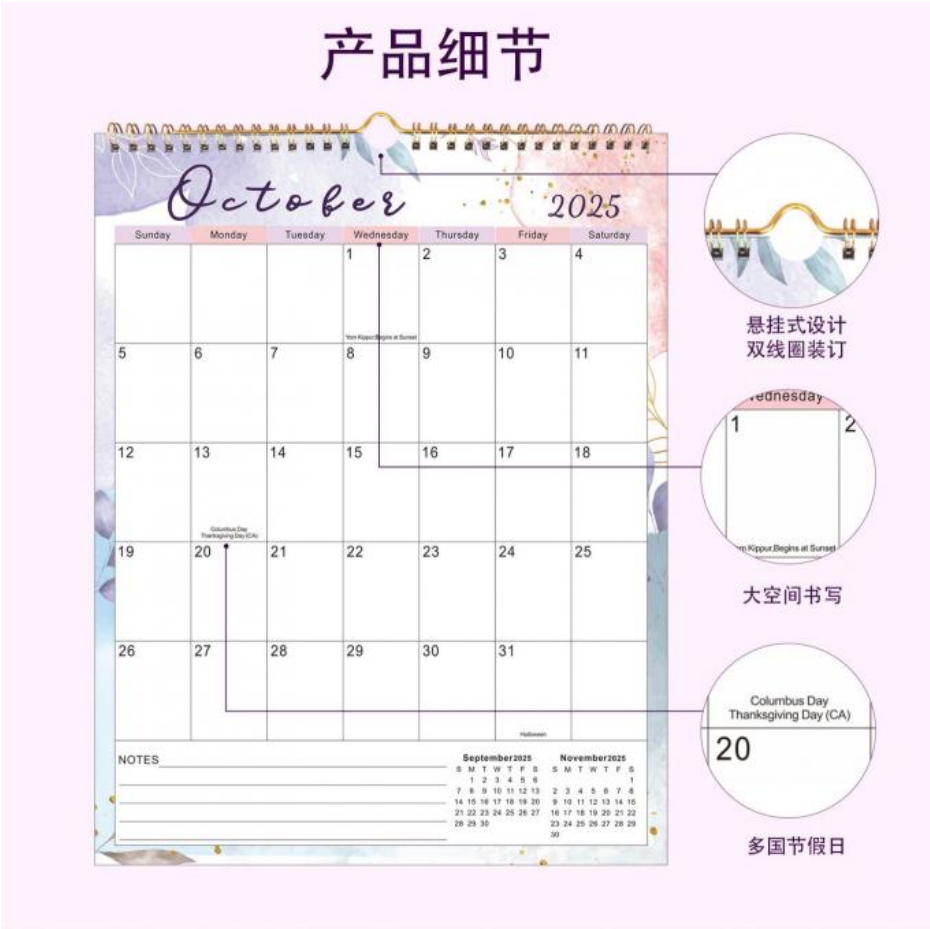 产品细节
October 2025
Sunday Monday Tuesday Wednesday Thursday Friday Saturday
1 2 3 4
Yom Kippur,Begins at Sunset
5 6 7 8 9 10 11
12 13 14 15 16 17 18
Columbus Day
Thanksgiving Day (CA)
19 20 21 22 23 24 25
26 27 28 29 30 31
Halloween
NOTES
September2025
S M T W T F S
1 2 3 4 5 6
7 8 9 10 11 12 13
14 15 16 17 18 19 20
21 22 23 24 25 26 27
28 29 30
November2025
S M T W T F S
1
2 3 4 5 6 7 8
9 10 11 12 13 14 15
16 17 18 19 20 21 22
23 24 25 26 27 28 29
30
悬挂式设计
双线圈装订
ednesday
1 2
m Kippur,Begins at Sunset
大空间书写
Columbus Day
Thanksgiving Day (CA)
20
多国节假日